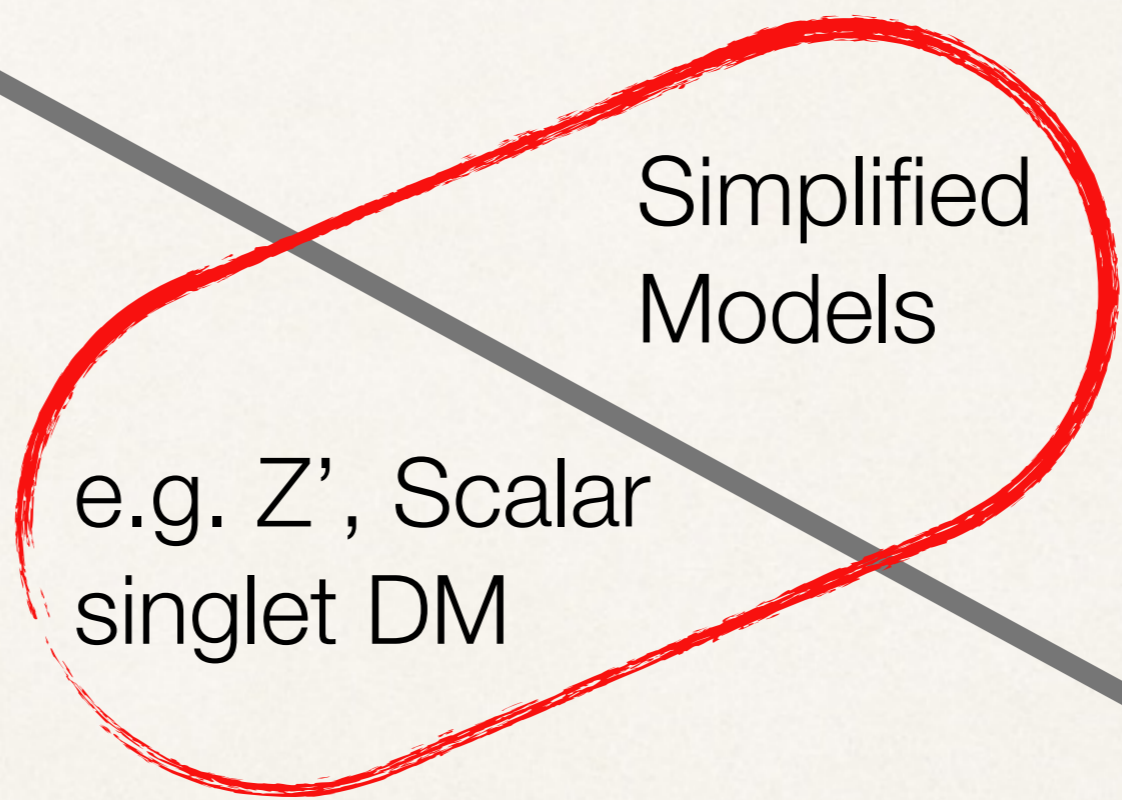 Simplified
Models
e.g. Z’, Scalar
singlet DM